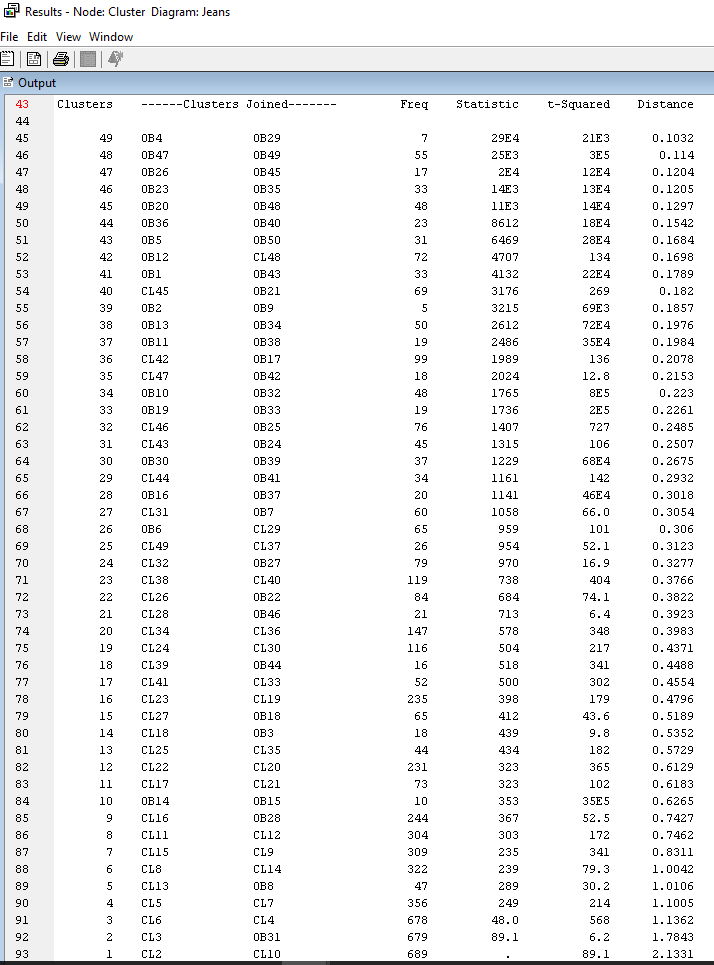 Results - Node: Cluster Diagram: Jeans
File Edit View Window
Output
43 Clusters ------Clusters Joined------- Freq Statistic t-Squared Distance
44
45 49 OB4 OB29 7 29E4 21E3 0.1032
46 48 OB47 OB49 55 25E3 3E5 0.114
47 47 OB26 OB45 17 2E4 12E4 0.1204
48 46 OB23 OB35 33 14E3 13E4 0.1205
49 45 OB20 OB48 48 11E3 14E4 0.1297
50 44 OB36 OB40 23 8612 18E4 0.1542
51 43 OB5 OB50 31 6469 28E4 0.1684
52 42 OB12 CL48 72 4707 134 0.1698
53 41 OB1 OB43 33 4132 22E4 0.1789
54 40 CL45 OB21 69 3176 269 0.182
55 39 OB2 OB9 5 3215 69E3 0.1857
56 38 OB13 OB34 50 2612 72E4 0.1976
57 37 OB11 OB38 19 2486 35E4 0.1984
58 36 CL42 OB17 99 1989 136 0.2078
59 35 CL47 OB42 18 2024 12.8 0.2153
60 34 OB10 OB32 48 1765 8E5 0.223
61 33 OB19 OB33 19 1736 2E5 0.2261
62 32 CL46 OB25 76 1407 727 0.2485
63 31 CL43 OB24 45 1315 106 0.2507
64 30 OB30 OB39 37 1229 68E4 0.2675
65 29 CL44 OB41 34 1161 142 0.2932
66 28 OB16 OB37 20 1141 46E4 0.3018
67 27 CL31 OB7 60 1058 66.0 0.3054
68 26 OB6 CL29 65 959 101 0.306
69 25 CL49 CL37 26 954 52.1 0.3123
70 24 CL32 OB27 79 970 16.9 0.3277
71 23 CL38 CL40 119 738 404 0.3766
72 22 CL26 OB22 84 684 74.1 0.3822
73 21 CL28 OB46 21 713 6.4 0.3923
74 20 CL34 CL36 147 578 348 0.3983
75 19 CL24 CL30 116 504 217 0.4371
76 18 CL39 OB44 16 518 341 0.4488
77 17 CL41 CL33 52 500 302 0.4554
78 16 CL23 CL19 235 398 179 0.4796
79 15 CL27 OB18 65 412 43.6 0.5189
80 14 CL18 OB3 18 439 9.8 0.5352
81 13 CL25 CL35 44 434 182 0.5729
82 12 CL22 CL20 231 323 365 0.6129
83 11 CL17 CL21 73 323 102 0.6183
84 10 OB14 OB15 10 353 35E5 0.6265
85 9 CL16 OB28 244 367 52.5 0.7427
86 8 CL11 CL12 304 303 172 0.7462
87 7 CL15 CL9 309 235 341 0.8311
88 6 CL8 CL14 322 239 79.3 1.0042
89 5 CL13 OB8 47 289 30.2 1.0106
90 4 CL5 CL7 356 249 214 1.1005
91 3 CL6 CL4 678 48.0 568 1.1362
92 2 CL3 OB31 679 89.1 6.2 1.7843
93 1 CL2 CL10 689 . 89.1 2.1331